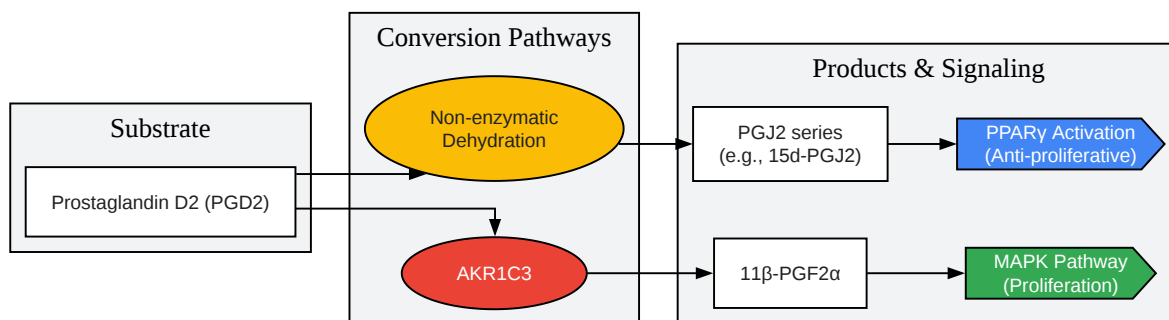 Substrate
Prostaglandin D2 (PGD2)
Conversion Pathways
Non-enzymatic
Dehydration
AKR1C3
Products & Signaling
PGJ2 series
(e.g., 15d-PGJ2)
PPARγ Activation
(Anti-proliferative)
11β-PGF2α
MAPK Pathway
(Proliferation)